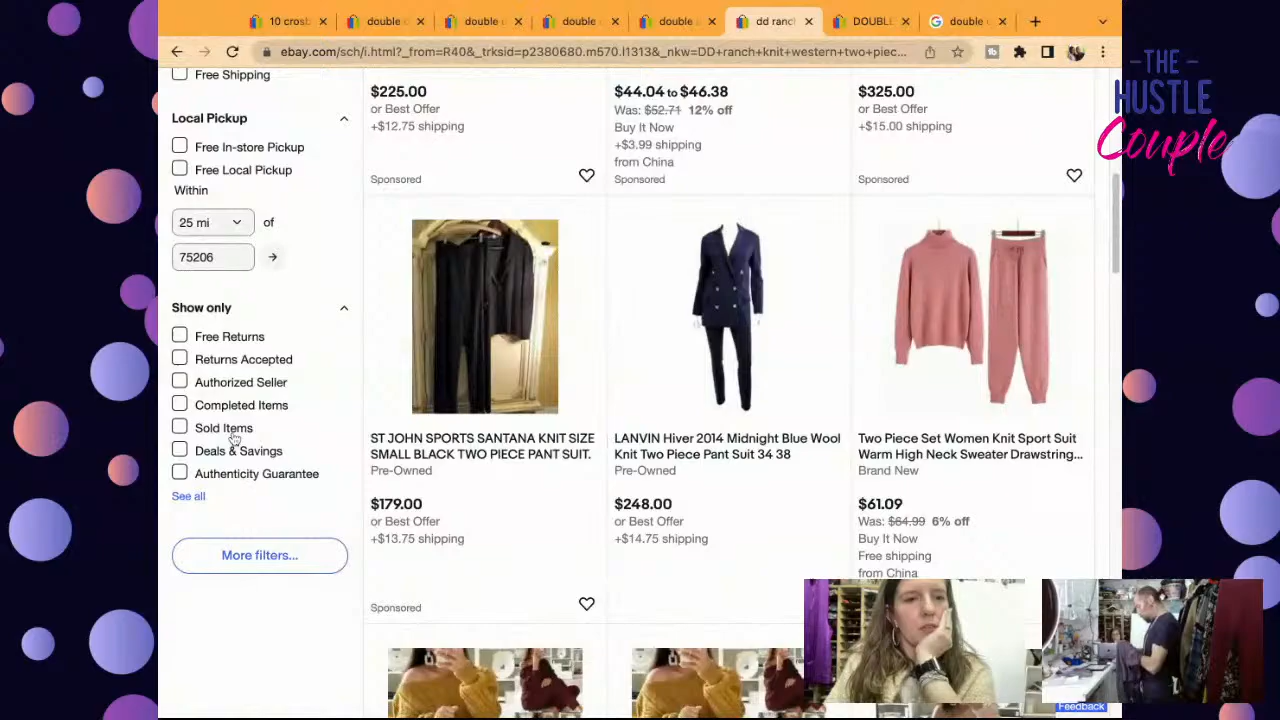 10 crosb
double
double
double
double
dd ranch
DOUBLE
double
ebay.com/sch/i.html?_from=R40&_trksid=p2380680.m570.l1313&_nkw=DD+ranch+knit+western+two+piec...
Free Shipping
Local Pickup
Free In-store Pickup
Free Local Pickup
Within
25 mi
of
75206
Show only
Free Returns
Returns Accepted
Authorized Seller
Completed Items
Sold Items
Deals & Savings
Authenticity Guarantee
See all
More filters...
$225.00
or Best Offer
+$12.75 shipping
Sponsored
$44.04 to $46.38
Was: $52.71 12% off
Buy It Now
+$3.99 shipping
from China
Sponsored
$325.00
or Best Offer
+$15.00 shipping
Sponsored
ST JOHN SPORTS SANTANA KNIT SIZE
SMALL BLACK TWO PIECE PANT SUIT.
Pre-Owned
$179.00
or Best Offer
+$13.75 shipping
Sponsored
LANVIN Hiver 2014 Midnight Blue Wool
Knit Two Piece Pant Suit 34 38
Pre-Owned
$248.00
or Best Offer
+$14.75 shipping
Two Piece Set Women Knit Sport Suit
Warm High Neck Sweater Drawstring...
Brand New
$61.09
Was: $64.99 6% off
Buy It Now
Free shipping
from China
Feedback
-THE-
HUSTLE
Couple